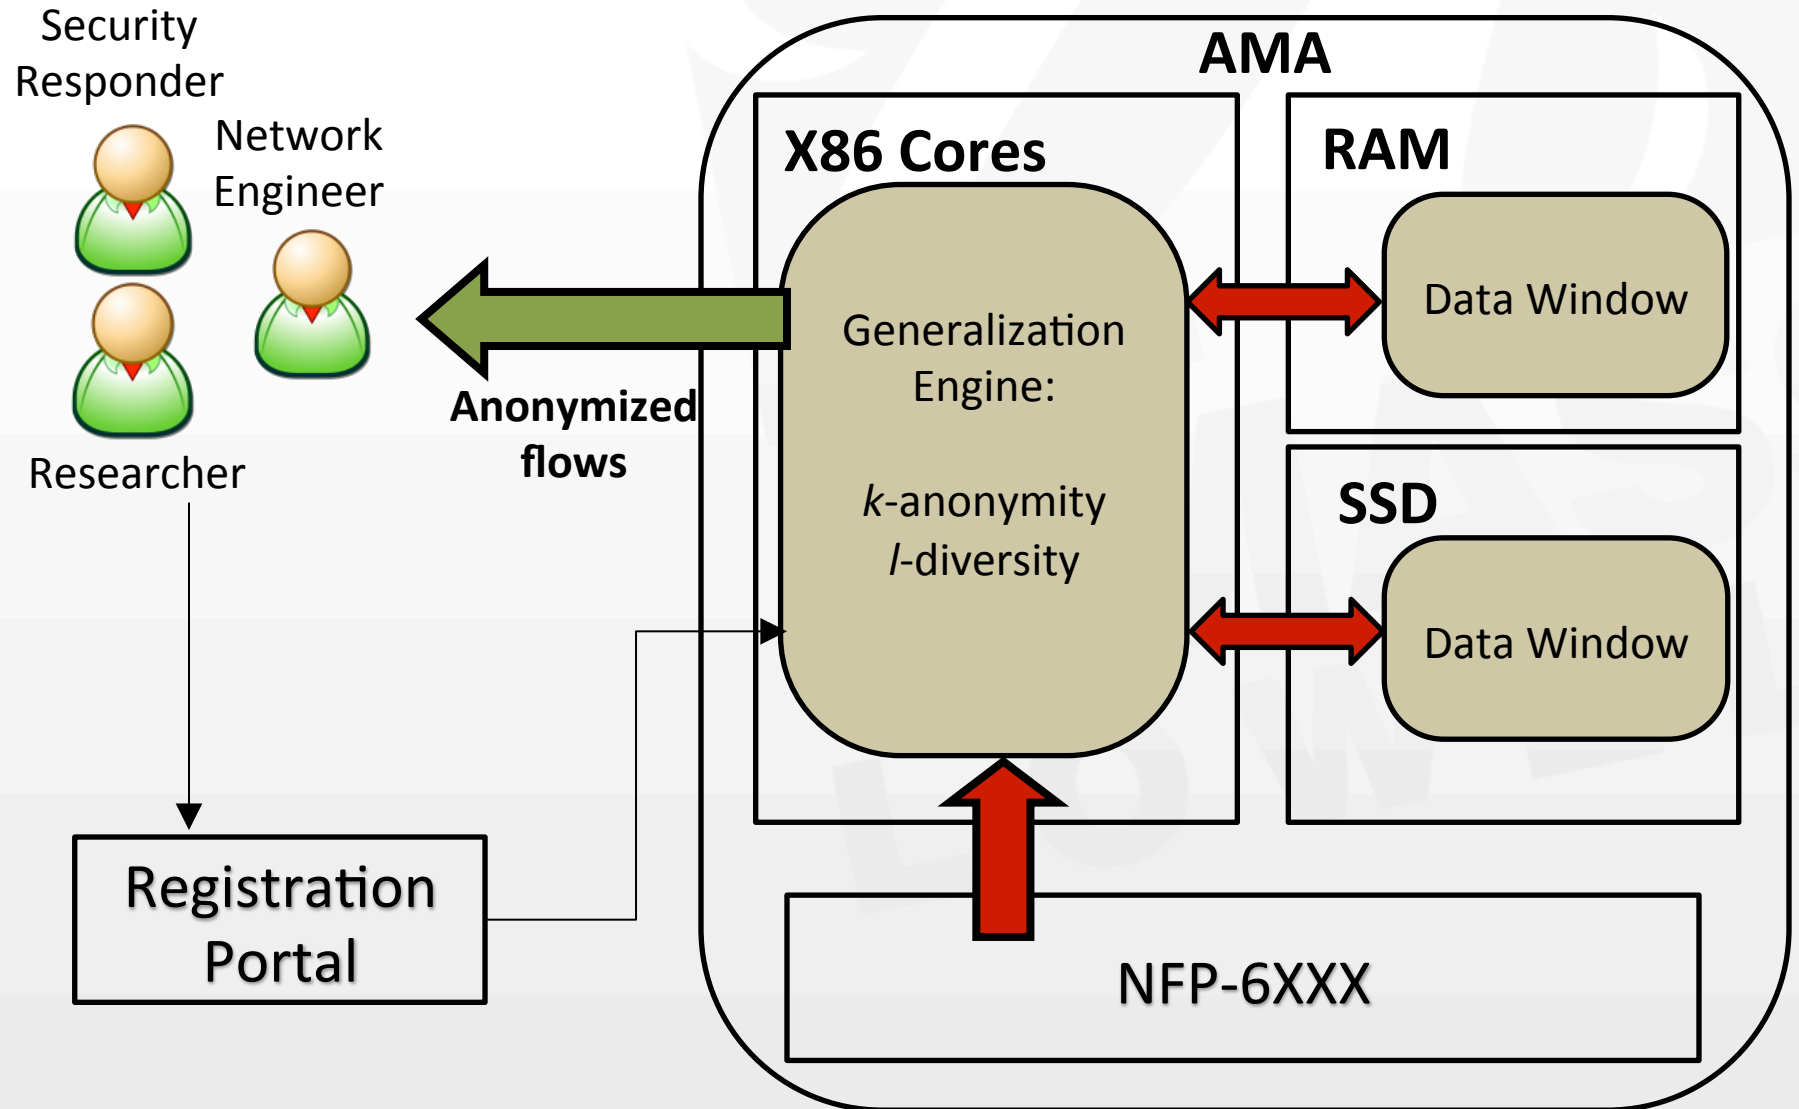 Security
Responder
Network
Engineer
Researcher
Anonymized
flows
Registration
Portal
AMA
X86 Cores
Generalization
Engine:
k-anonymity
l-diversity
RAM
Data Window
SSD
Data Window
NFP-6XXX